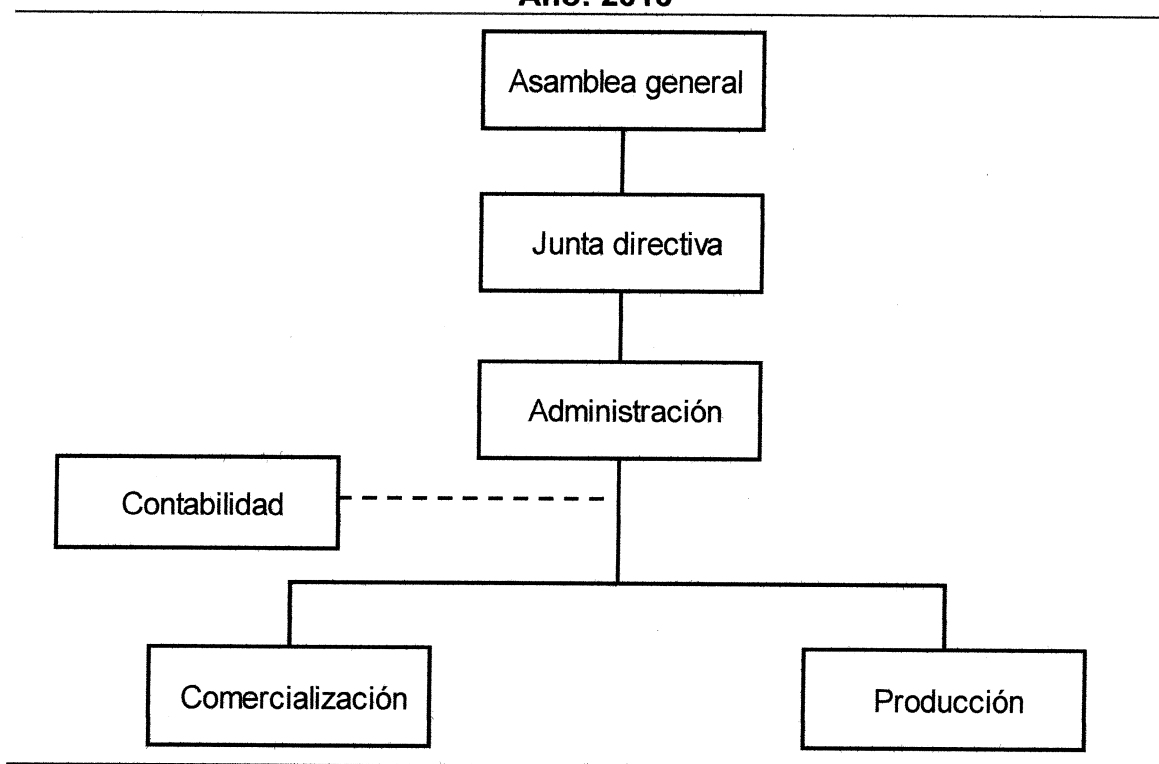 Asamblea general
Junta directiva
Administración
Contabilidad
Comercialización
Producción